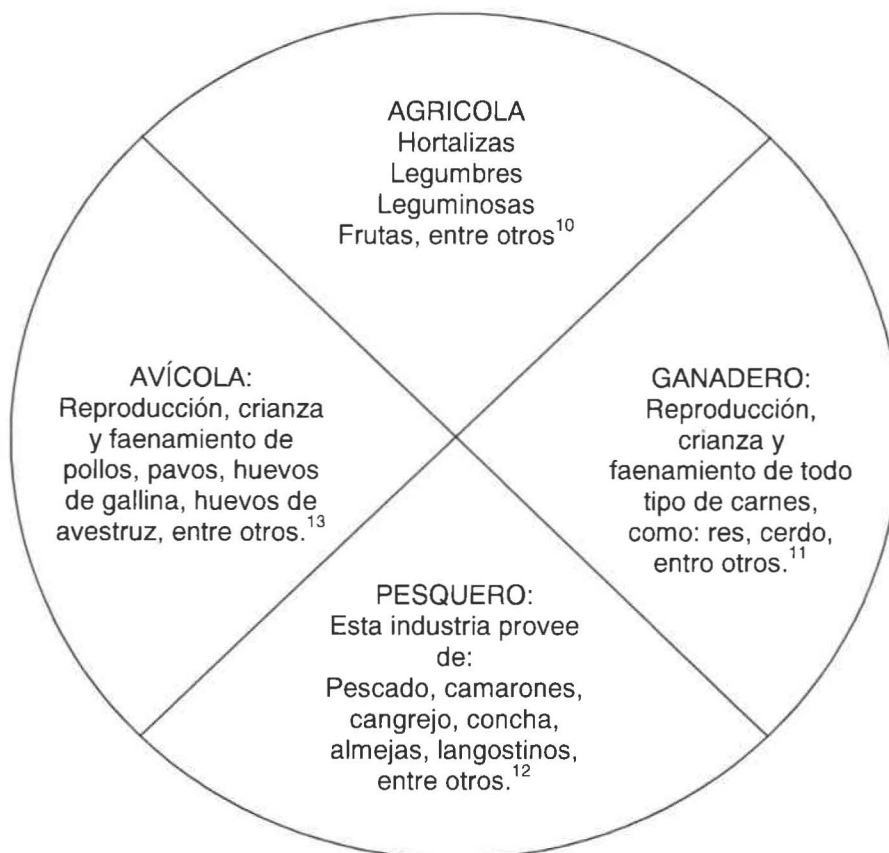 AGRICOLA
Hortalizas
Legumbres
Leguminosas
Frutas, entre otros¹⁰
AVÍCOLA:
Reproducción, crianza
y faenamiento de
pollos, pavos, huevos
de gallina, huevos de
avestruz, entre otros.¹³
GANADERO:
Reproducción,
crianza y
faenamiento de todo
tipo de carnes,
como: res, cerdo,
entro otros.¹¹
PESQUERO:
Esta industria provee
de:
Pescado, camarones,
cangrejo, concha,
almejas, langostinos,
entre otros.¹²